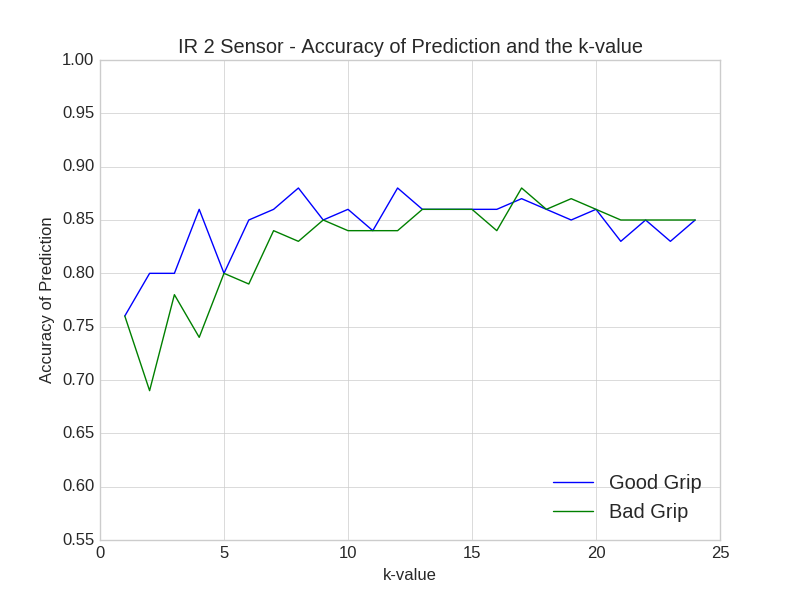 IR 2 Sensor - Accuracy of Prediction and the k-value
1.00
0.95
0.90
0.85
0.80
0.75
0.70
0.65
0.60
0.55
Accuracy of Prediction
0 5 10 15 20 25
k-value
Good Grip
Bad Grip